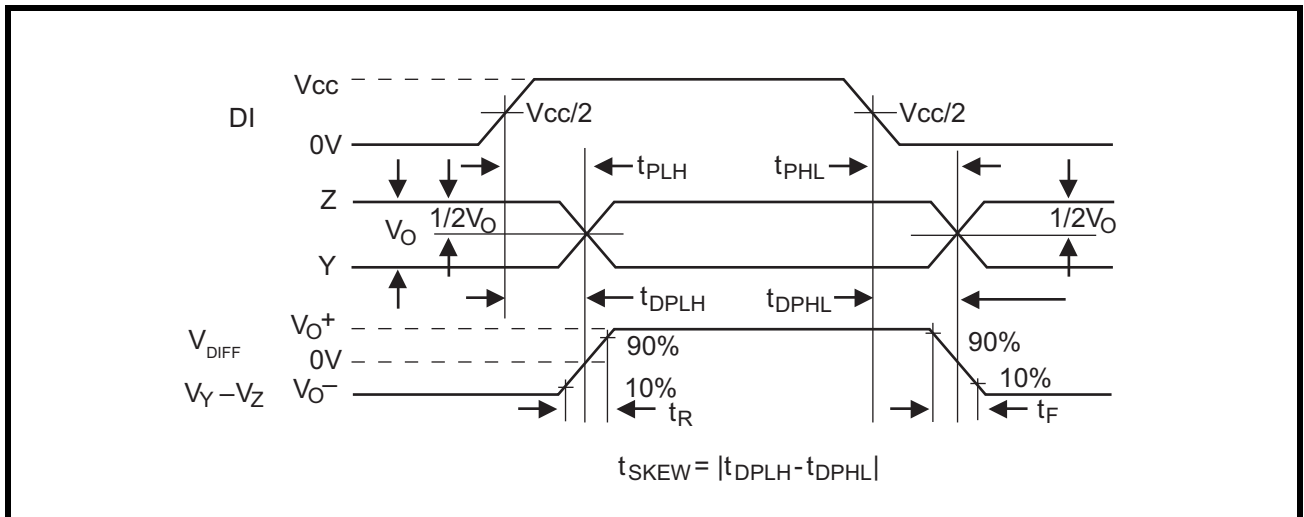 Vcc
DI
Vcc/2
Vcc/2
0V
tPLH
tPHL
Z
VO
1/2VO
1/2VO
Y
tDPLH
tDPHL
VO+
VDIFF
0V
90%
90%
VY –VZ
VO–
10%
10%
tR
tF
tSKEW = |tDPLH - tDPHL|